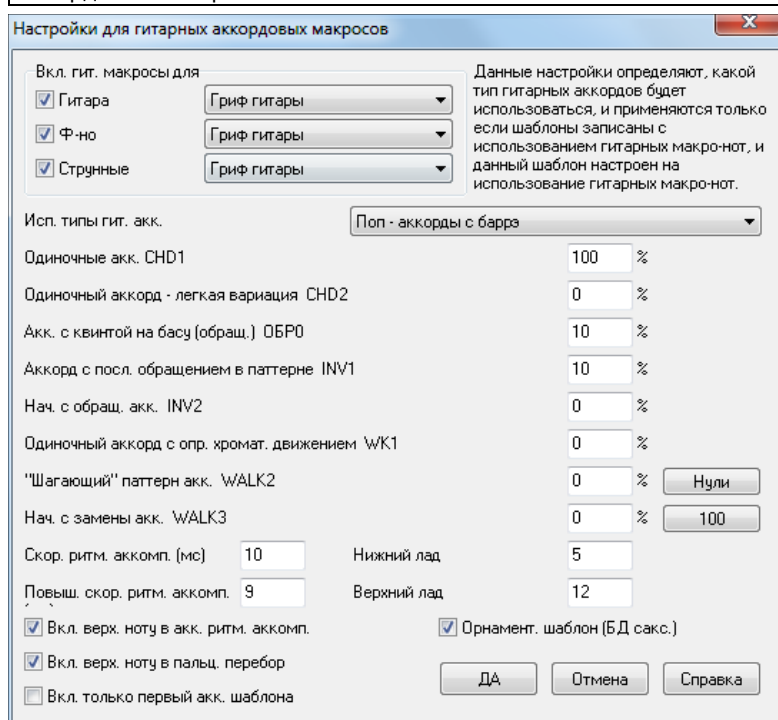 Настройки для гитарных аккордовых макросов
Вкл. гит. макросы для
Гитара Гриф гитары
Ф-но Гриф гитары
Струнные Гриф гитары
Данные настройки определяют, какой
тип гитарных аккордов будет
использоваться, и применяются только
если шаблоны записаны с
использованием гитарных макро-нот, и
данный шаблон настроен на
использование гитарных макро-нот.
Исп. типы гит. акк. Поп - аккорды с баррэ
Одиночные акк. CHD1 100 %
Одиночный аккорд - легкая вариация CHD2 0 %
Акк. с квинтой на басу (обращ.) ОБР0 10 %
Аккорд с посл. обращением в паттерне INV1 10 %
Нач. с обращ. акк. INV2 0 %
Одиночный аккорд с опр. хромат. движением WK1 0 %
"Шагающий" паттерн акк. WALK2 0 % Нули
Нач. с замены акк. WALK3 0 % 100
Скор. ритм. аккомп. (мс) 10 Нижний лад 5
Повыш. скор. ритм. аккомп. 9 Верхний лад 12
Вкл. верх. ноту в акк. ритм. аккомп. Орнамент. шаблон (БД сакс.)
Вкл. верх. ноту в пальц. перебор
ДА Отмена Справка
Вкл. только первый акк. шаблона